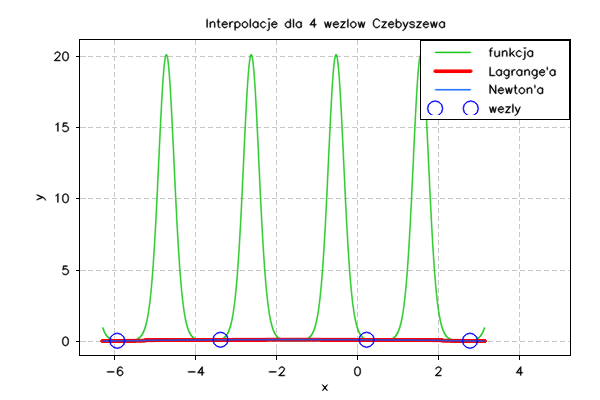 Interpolacje dla 4 wezlow Czebyszewa
funkcja
Lagrange'a
Newton'a
wezly
20
15
10
5
0
y
−6 −4 −2 0 2 4
x